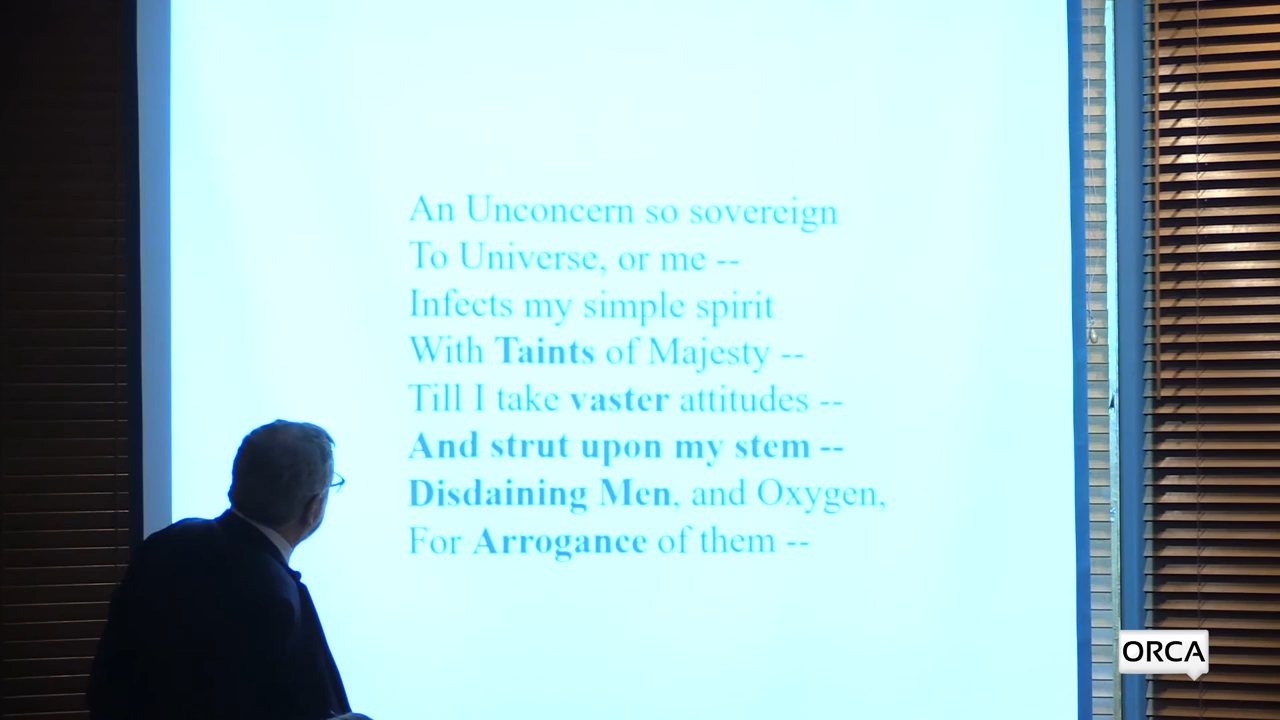 An Unconcern so sovereign
To Universe, or me --
Infects my simple spirit
With Taints of Majesty --
Till I take vaster attitudes --
And strut upon my stem --
Disdaining Men, and Oxygen,
For Arrogance of them --
ORCA